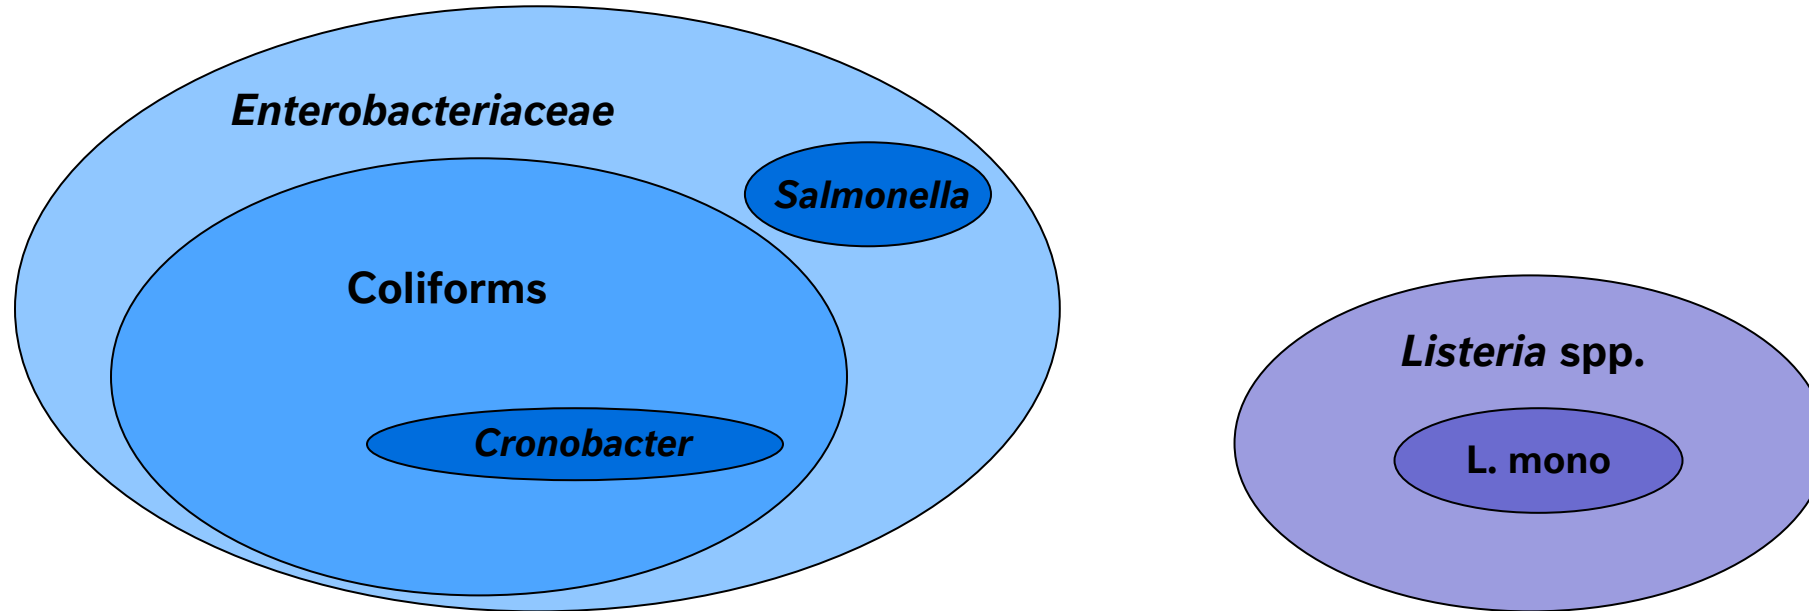 Enterobacteriaceae
Salmonella
Coliforms
Cronobacter
Listeria spp.
L. mono